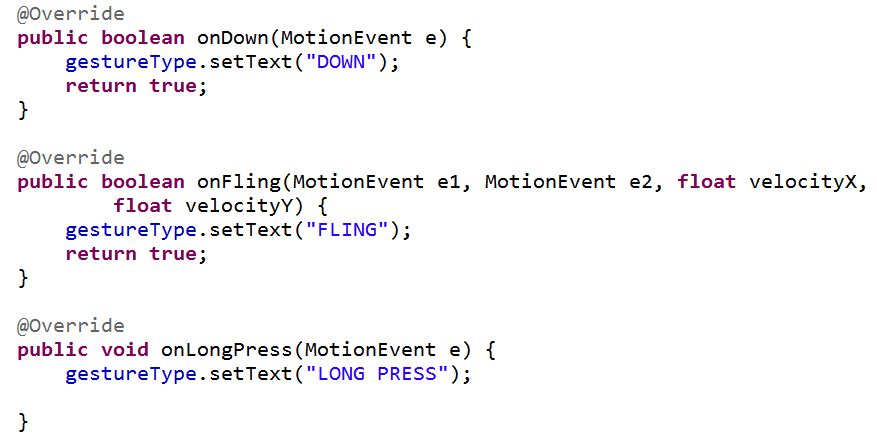 @Override
public boolean onDown(MotionEvent e) {
    gestureType.setText("DOWN");
    return true;
}

@Override
public boolean onFling(MotionEvent e1, MotionEvent e2, float velocityX,
        float velocityY) {
    gestureType.setText("FLING");
    return true;
}

@Override
public void onLongPress(MotionEvent e) {
    gestureType.setText("LONG PRESS");

}